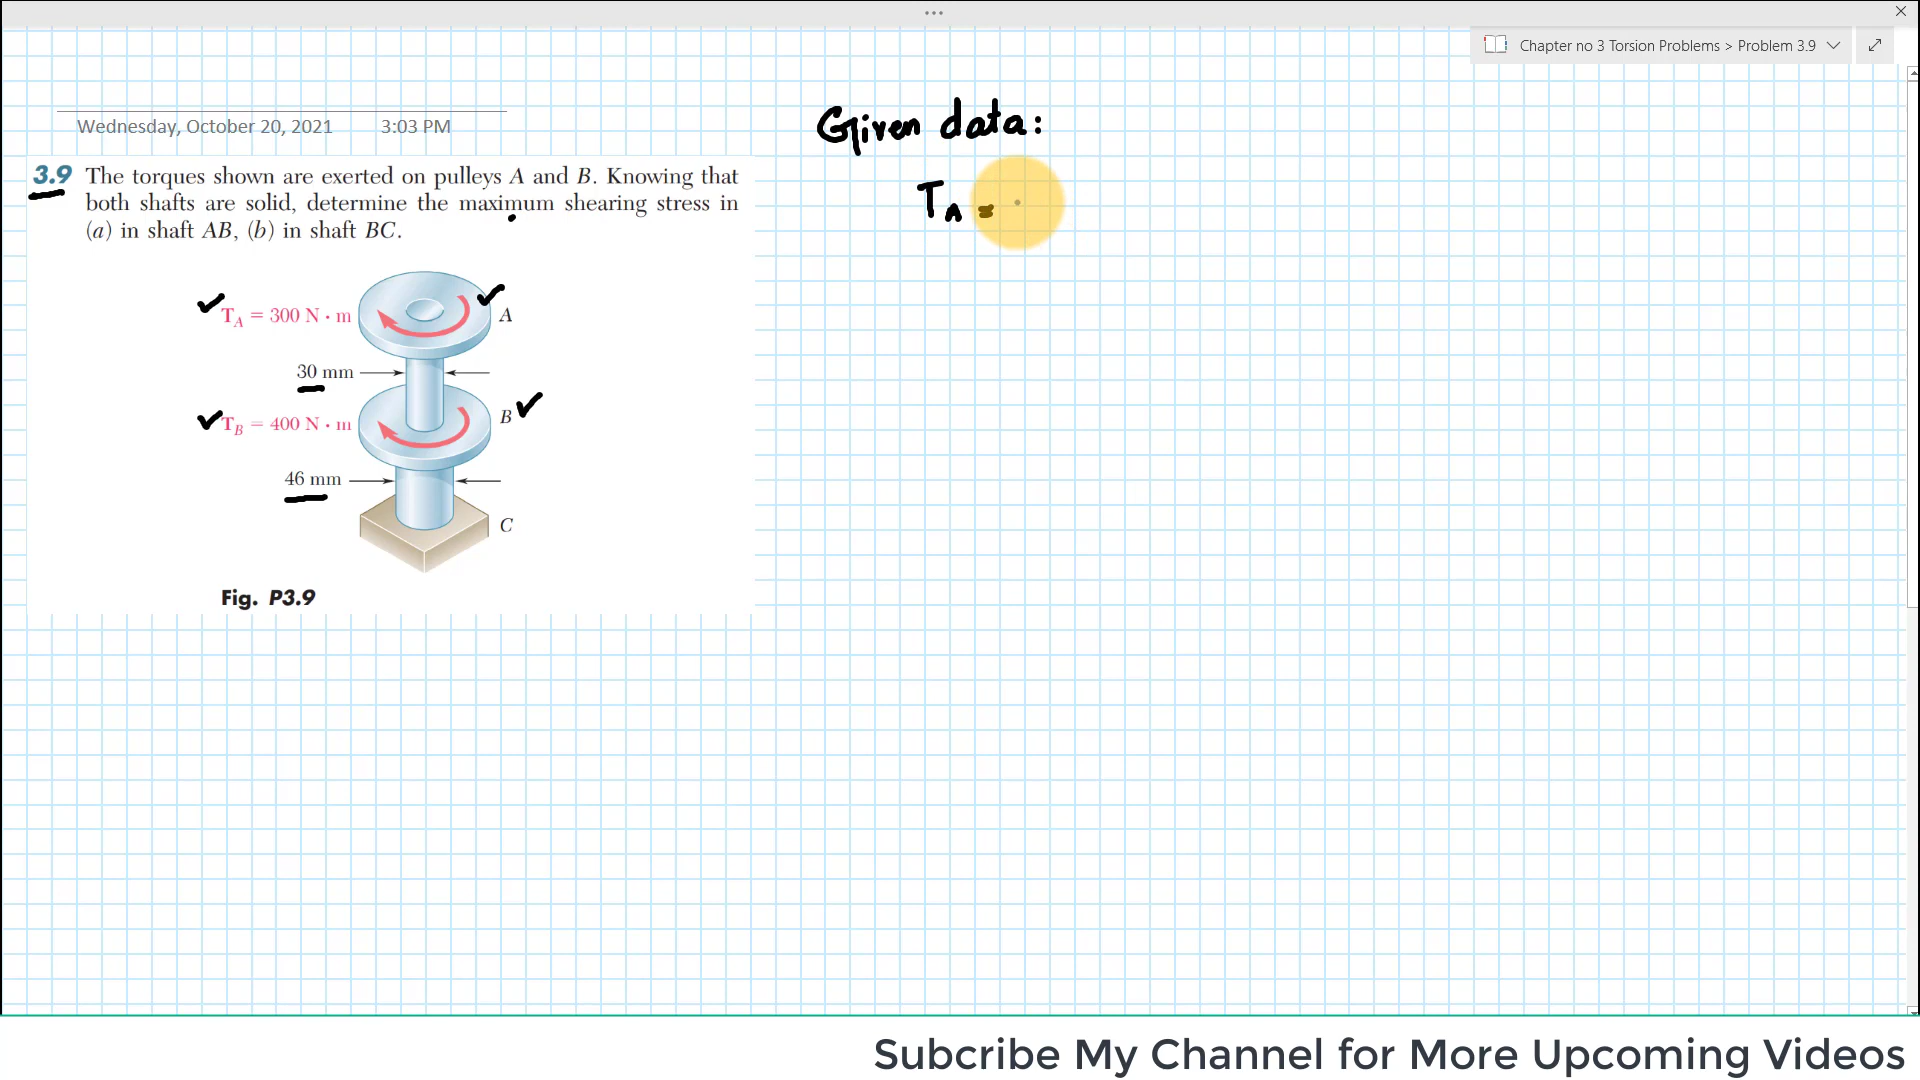 Chapter no 3 Torsion Problems > Problem 3.9
Wednesday, October 20, 2021 3:03 PM
Given data:
3.9 The torques shown are exerted on pulleys A and B. Knowing that
both shafts are solid, determine the maximum shearing stress in
(a) in shaft AB, (b) in shaft BC.
TA =
TA = 300 N · m
A
30 mm
TB = 400 N · m
B
46 mm
C
Fig. P3.9
Subcribe My Channel for More Upcoming Videos